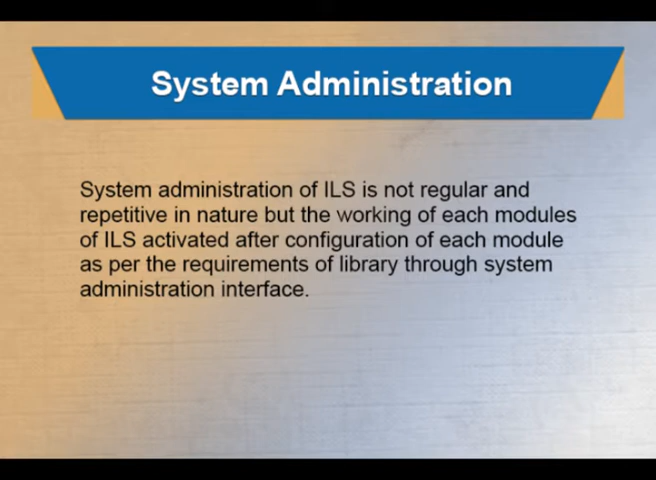 System Administration
System administration of ILS is not regular and
repetitive in nature but the working of each modules
of ILS activated after configuration of each module
as per the requirements of library through system
administration interface.